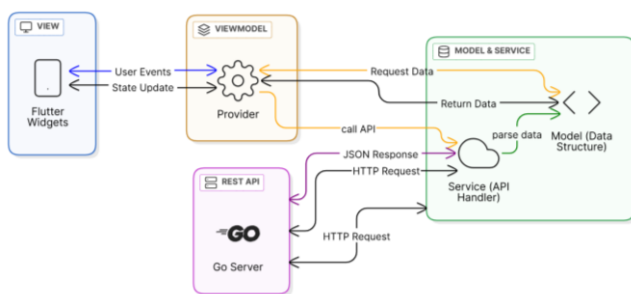 VIEW
VIEWMODEL
MODEL & SERVICE
User Events
State Update
Flutter
Widgets
Provider
Request Data
Return Data
call API
parse data
Model (Data
Structure)
JSON Response
HTTP Request
Service (API
Handler)
REST API
GO
Go Server
HTTP Request